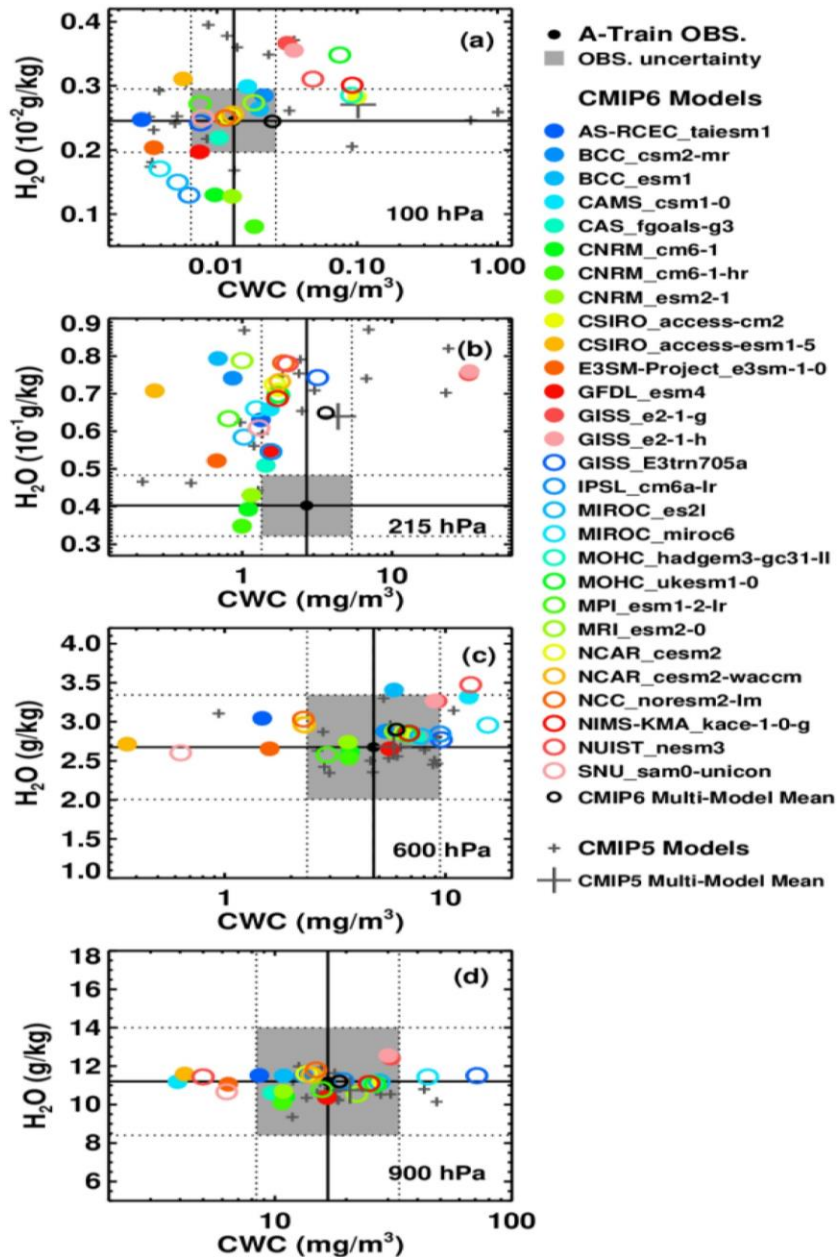 (a)
H₂O (10⁻²g/kg)
0.4
0.3
0.2
0.1
100 hPa
0.01 0.10 1.00
CWC (mg/m³)
(b)
H₂O (10⁻¹g/kg)
0.9
0.8
0.7
0.6
0.5
0.4
0.3
215 hPa
1 10
CWC (mg/m³)
(c)
H₂O (g/kg)
4.0
3.5
3.0
2.5
2.0
1.5
1.0
600 hPa
1 10
CWC (mg/m³)
(d)
H₂O (g/kg)
18
16
14
12
10
8
6
900 hPa
10 100
CWC (mg/m³)
A-Train OBS.
OBS. uncertainty
CMIP6 Models
AS-RCEC_taiesm1
BCC_csm2-mr
BCC_esm1
CAMS_csm1-0
CAS_fgoals-g3
CNRM_cm6-1
CNRM_cm6-1-hr
CNRM_esm2-1
CSIRO_access-cm2
CSIRO_access-esm1-5
E3SM-Project_e3sm-1-0
GFDL_esm4
GISS_e2-1-g
GISS_e2-1-h
GISS_E3trn705a
IPSL_cm6a-lr
MIROC_es2l
MIROC_miroc6
MOHC_hadgem3-gc31-ll
MOHC_ukesm1-0
MPI_esm1-2-lr
MRI_esm2-0
NCAR_cesm2
NCAR_cesm2-waccm
NCC_noresm2-lm
NIMS-KMA_kace-1-0-g
NUIST_nesm3
SNU_sam0-unicon
CMIP6 Multi-Model Mean
CMIP5 Models
CMIP5 Multi-Model Mean